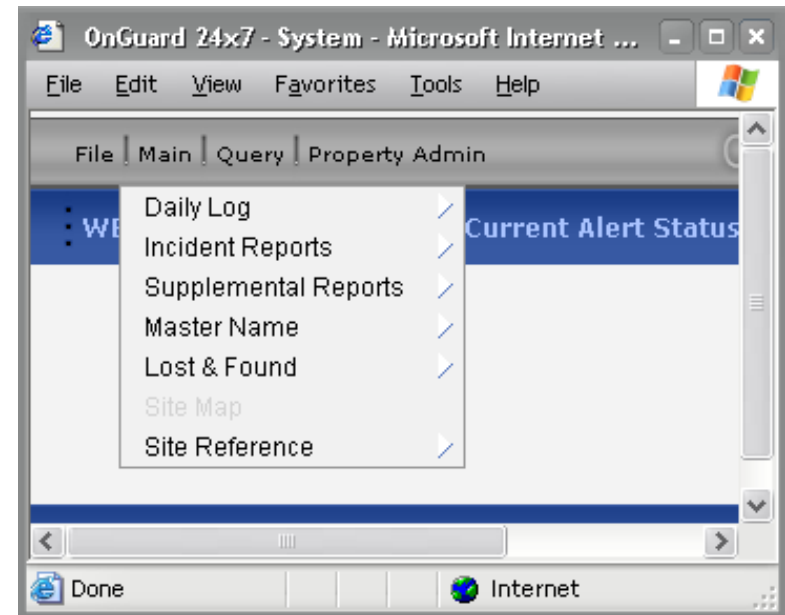 OnGuard 24x7 - System - Microsoft Internet ...
File Edit View Favorites Tools Help
File Main Query Property Admin
Current Alert Status
Daily Log
Incident Reports
Supplemental Reports
Master Name
Lost & Found
Site Map
Site Reference
Done Internet